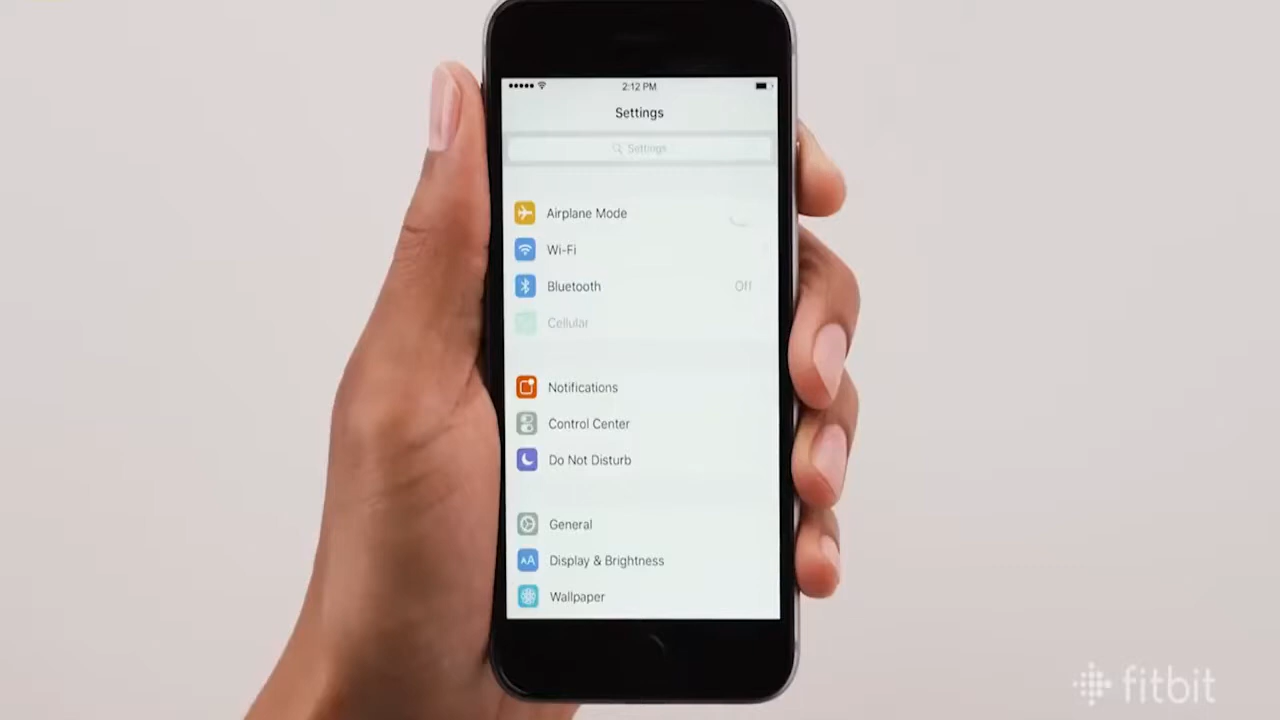 2:12 PM
Settings
Settings
Airplane Mode
Wi-Fi
Bluetooth Off
Cellular
Notifications
Control Center
Do Not Disturb
General
AA Display & Brightness
Wallpaper
fitbit